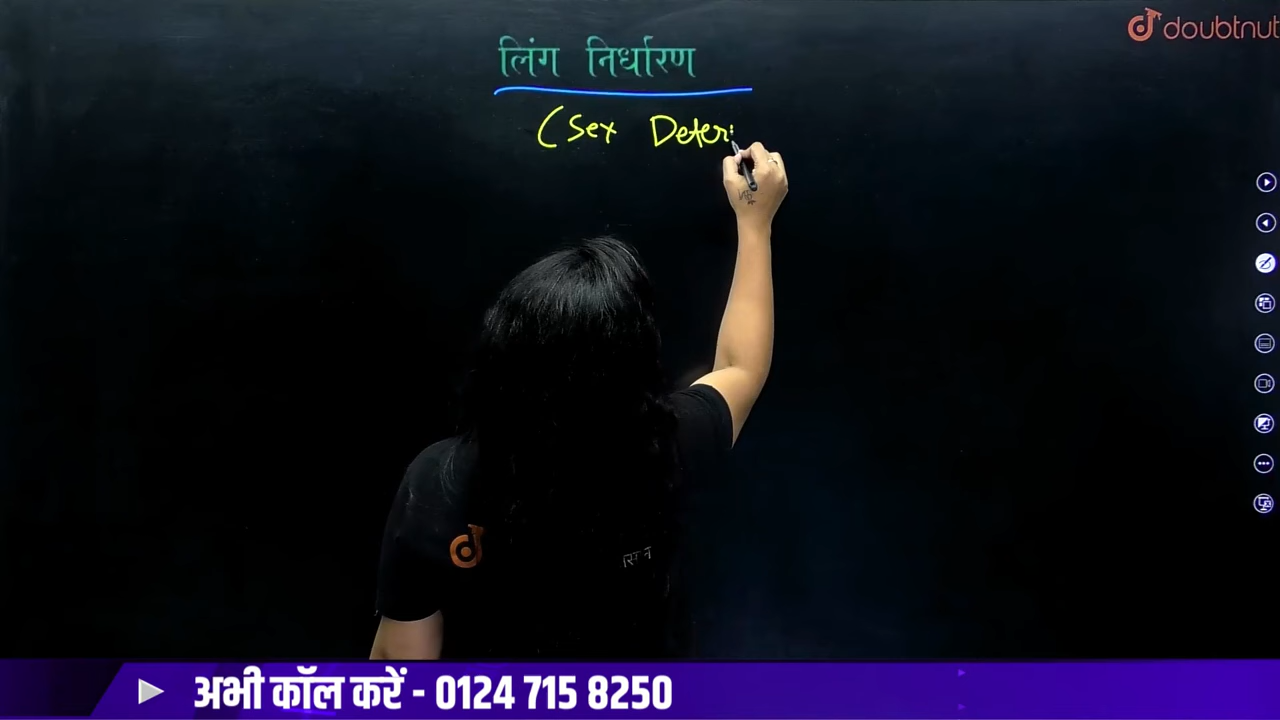 doubtnut
लिंग निर्धारण
(Sex Deter
अभी कॉल करें - 0124 715 8250